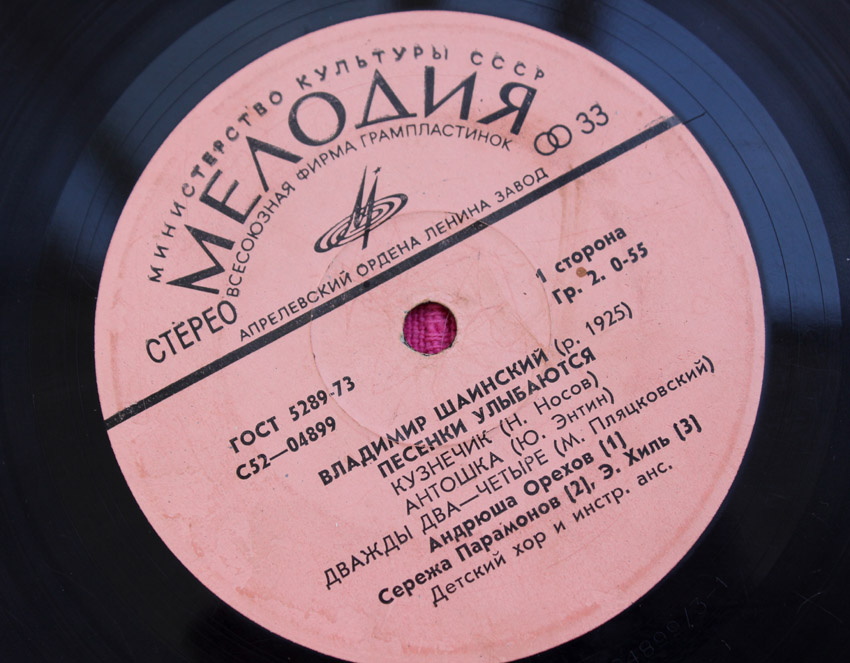 МИНИСТЕРСТВО КУЛЬТУРЫ СССР
МЕЛОДИЯ
ВСЕСОЮЗНАЯ ФИРМА ГРАМПЛАСТИНОК
33
СТЕРЕО
АПРЕЛЕВСКИЙ ОРДЕНА ЛЕНИНА ЗАВОД
1 сторона
Гр. 2. 0-55
ГОСТ 5289-73
С52—04899
ВЛАДИМИР ШАИНСКИЙ (р. 1925)
ПЕСЕНКИ УЛЫБАЮТСЯ
КУЗНЕЧИК (Н. Носов)
АНТОШКА (Ю. Энтин)
ДВАЖДЫ ДВА—ЧЕТЫРЕ (М. Пляцковский)
Андрюша Орехов [1]
Сережа Парамонов [2], Э. Хиль [3]
Детский хор и инстр. анс.